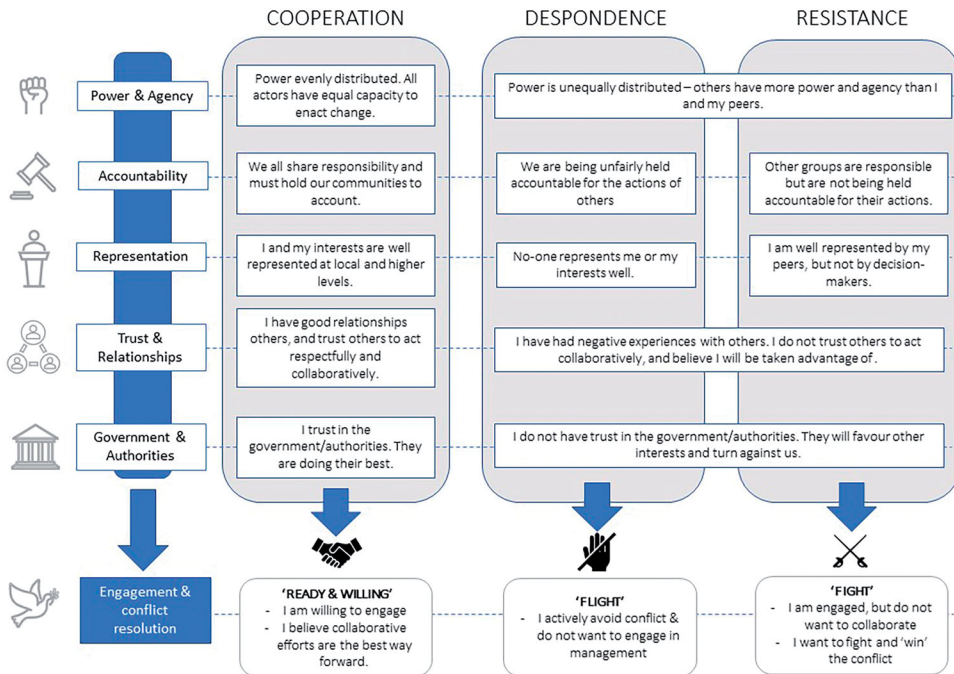 COOPERATION
DESPONDENCE
RESISTANCE
Power & Agency
Power evenly distributed. All
actors have equal capacity to
enact change.
Power is unequally distributed – others have more power and agency than I
and my peers.
Accountability
We all share responsibility and
must hold our communities to
account.
We are being unfairly held
accountable for the actions of
others
Other groups are responsible
but are not being held
accountable for their actions.
Representation
I and my interests are well
represented at local and higher
levels.
No-one represents me or my
interests well.
I am well represented by my
peers, but not by decision-
makers.
Trust &
Relationships
I have good relationships
others, and trust others to act
respectfully and
collaboratively.
I have had negative experiences with others. I do not trust others to act
collaboratively, and believe I will be taken advantage of.
Government &
Authorities
I trust in the
government/authorities. They
are doing their best.
I do not have trust in the government/authorities. They will favour other
interests and turn against us.
Engagement &
conflict
resolution
'READY & WILLING'
- I am willing to engage
- I believe collaborative
efforts are the best way
forward.
'FLIGHT'
- I actively avoid conflict &
do not want to engage in
management
'FIGHT'
- I am engaged, but do not
want to collaborate
- I want to fight and 'win'
the conflict